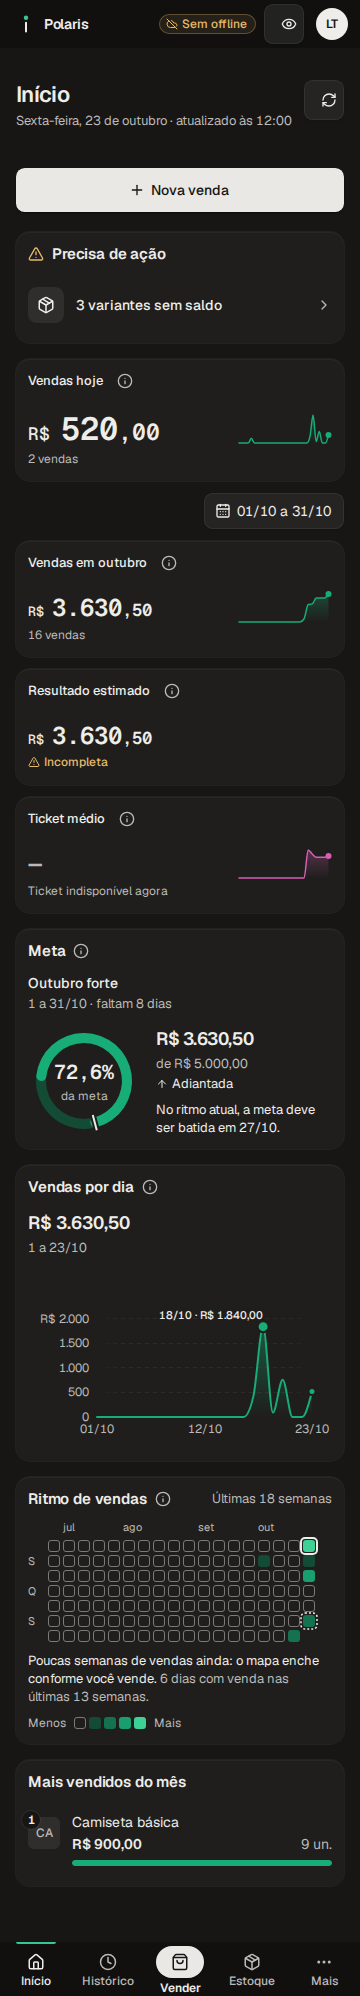 Polaris
Sem offline
LT
Início
Sexta-feira, 23 de outubro · atualizado às 12:00
Nova venda
Precisa de ação
3 variantes sem saldo
Vendas hoje
R$ 520,00
2 vendas
01/10 a 31/10
Vendas em outubro
R$ 3.630,50
16 vendas
Resultado estimado
R$ 3.630,50
Incompleta
Ticket médio
—
Ticket indisponível agora
Meta
Outubro forte
1 a 31/10 · faltam 8 dias
72,6%
da meta
R$ 3.630,50
de R$ 5.000,00
Adiantada
No ritmo atual, a meta deve
ser batida em 27/10.
Vendas por dia
R$ 3.630,50
1 a 23/10
18/10 · R$ 1.840,00
R$ 2.000
1.500
1.000
500
0
01/10 12/10 23/10
Ritmo de vendas
Últimas 18 semanas
jul ago set out
S
Q
S
Poucas semanas de vendas ainda: o mapa enche
conforme você vende. 6 dias com venda nas
últimas 13 semanas.
Menos Mais
Mais vendidos do mês
1
CA
Camiseta básica
R$ 900,00 9 un.
Início Histórico Vender Estoque Mais